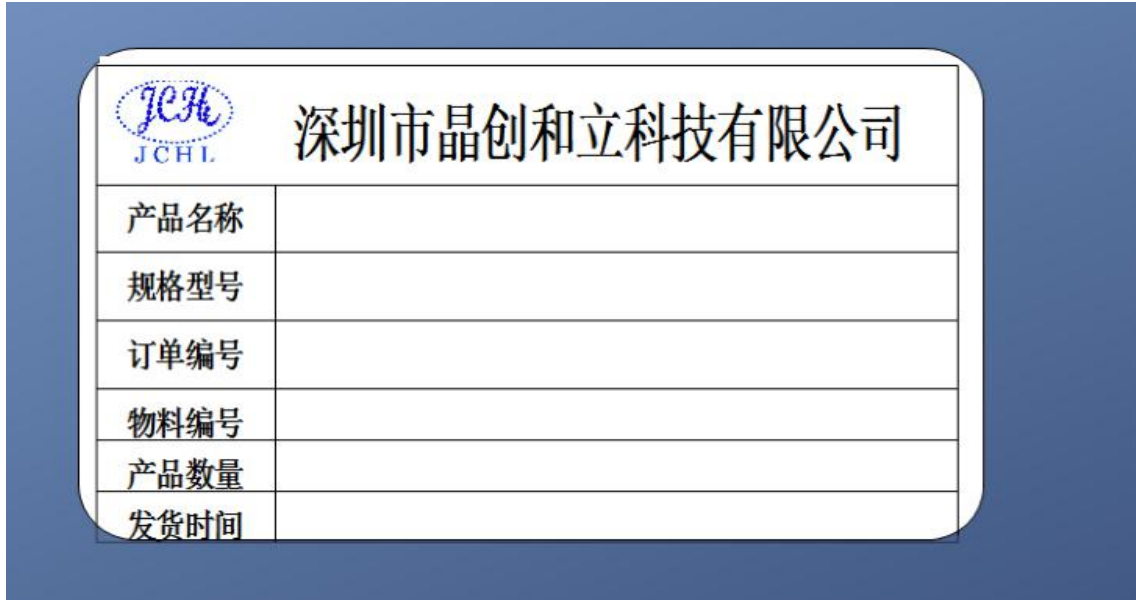 JCHL
JCHL
深圳市晶创和立科技有限公司
产品名称
规格型号
订单编号
物料编号
产品数量
发货时间